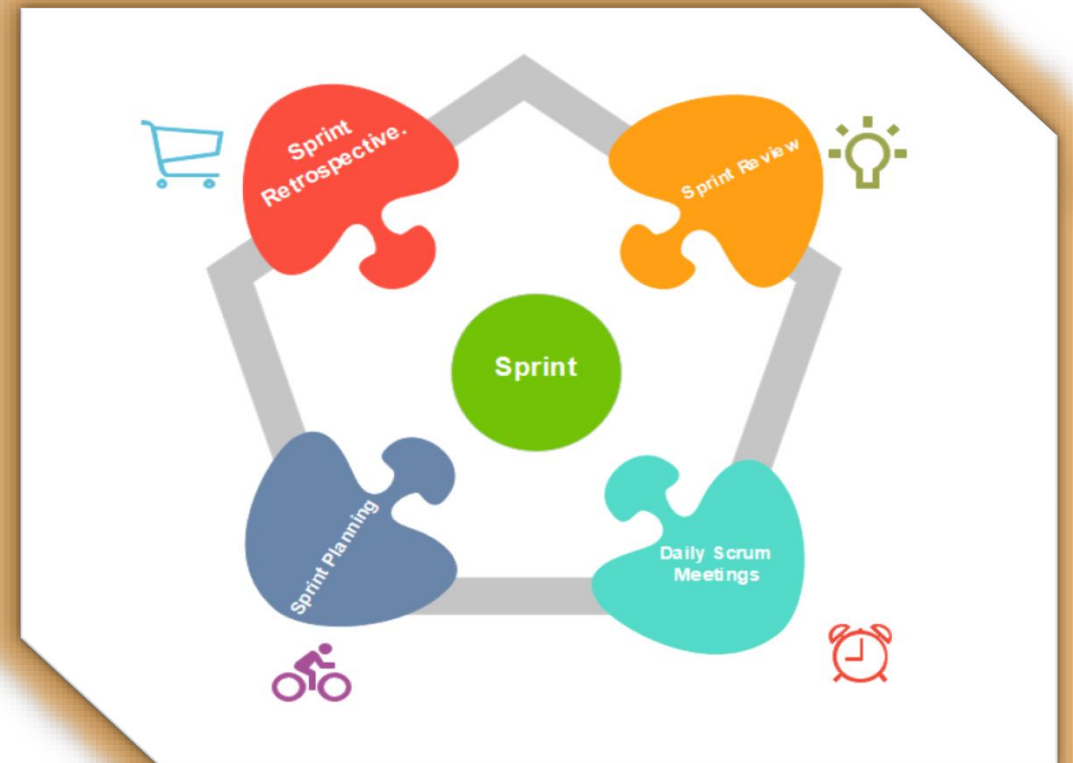 Sprint
Retrospective.
Sprint Review
Sprint
Sprint Planning
Daily Scrum
Meetings